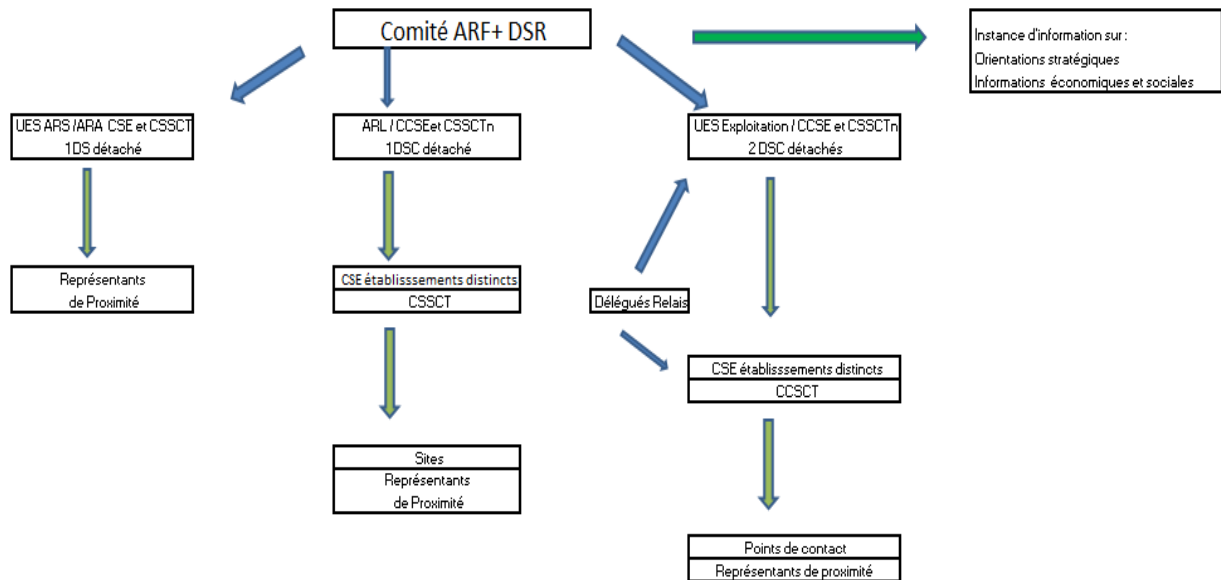 Comité ARF+ DSR
Instance d'information sur :
Orientations stratégiques
Informations économiques et sociales
UES ARS /ARA CSE et CSSCT
1DS détaché
ARL / CCSEet CSSCTn
1DSC détaché
UES Exploitation / CCSE et CSSCTn
2 DSC détachés
Représentants
de Proximité
CSE établisssements distincts
CSSCT
Délégués Relais
CSE établisssements distincts
CCSCT
Sites
Représentants
de Proximité
Points de contact
Représentants de proximité